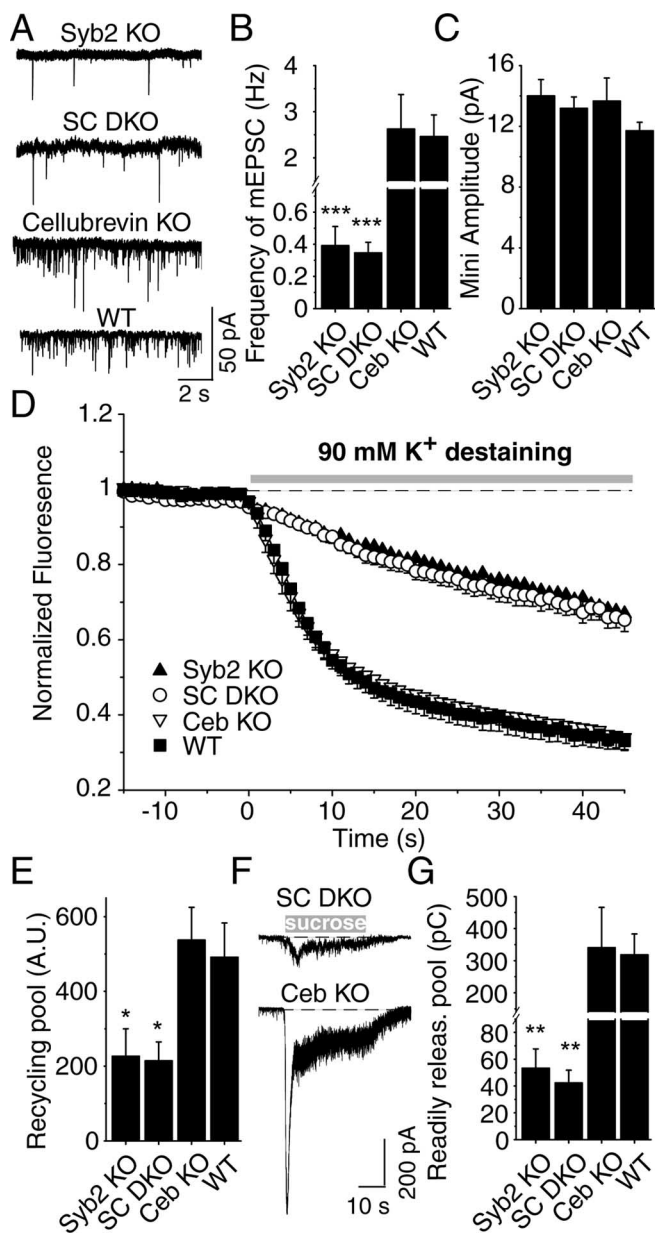 A
Syb2 KO
SC DKO
Cellubrevin KO
WT
50 pA
2 s
B
Frequency of mEPSC (Hz)
4
3
2
0.6
0.4
0.2
0
***
***
Syb2 KO
SC DKO
Ceb KO
WT
C
Mini Amplitude (pA)
16
12
8
4
0
Syb2 KO
SC DKO
Ceb KO
WT
D
Normalized Fluoresence
1.2
1
0.8
0.6
0.4
0.2
90 mM K+ destaining
Syb2 KO
SC DKO
Ceb KO
WT
-10
0
10
20
30
40
Time (s)
E
Recycling pool (A.U.)
600
400
200
0
*
*
Syb2 KO
SC DKO
Ceb KO
WT
F
SC DKO
sucrose
Ceb KO
200 pA
10 s
G
Readily releas. pool (pC)
500
400
300
200
80
60
40
20
0
**
**
Syb2 KO
SC DKO
Ceb KO
WT